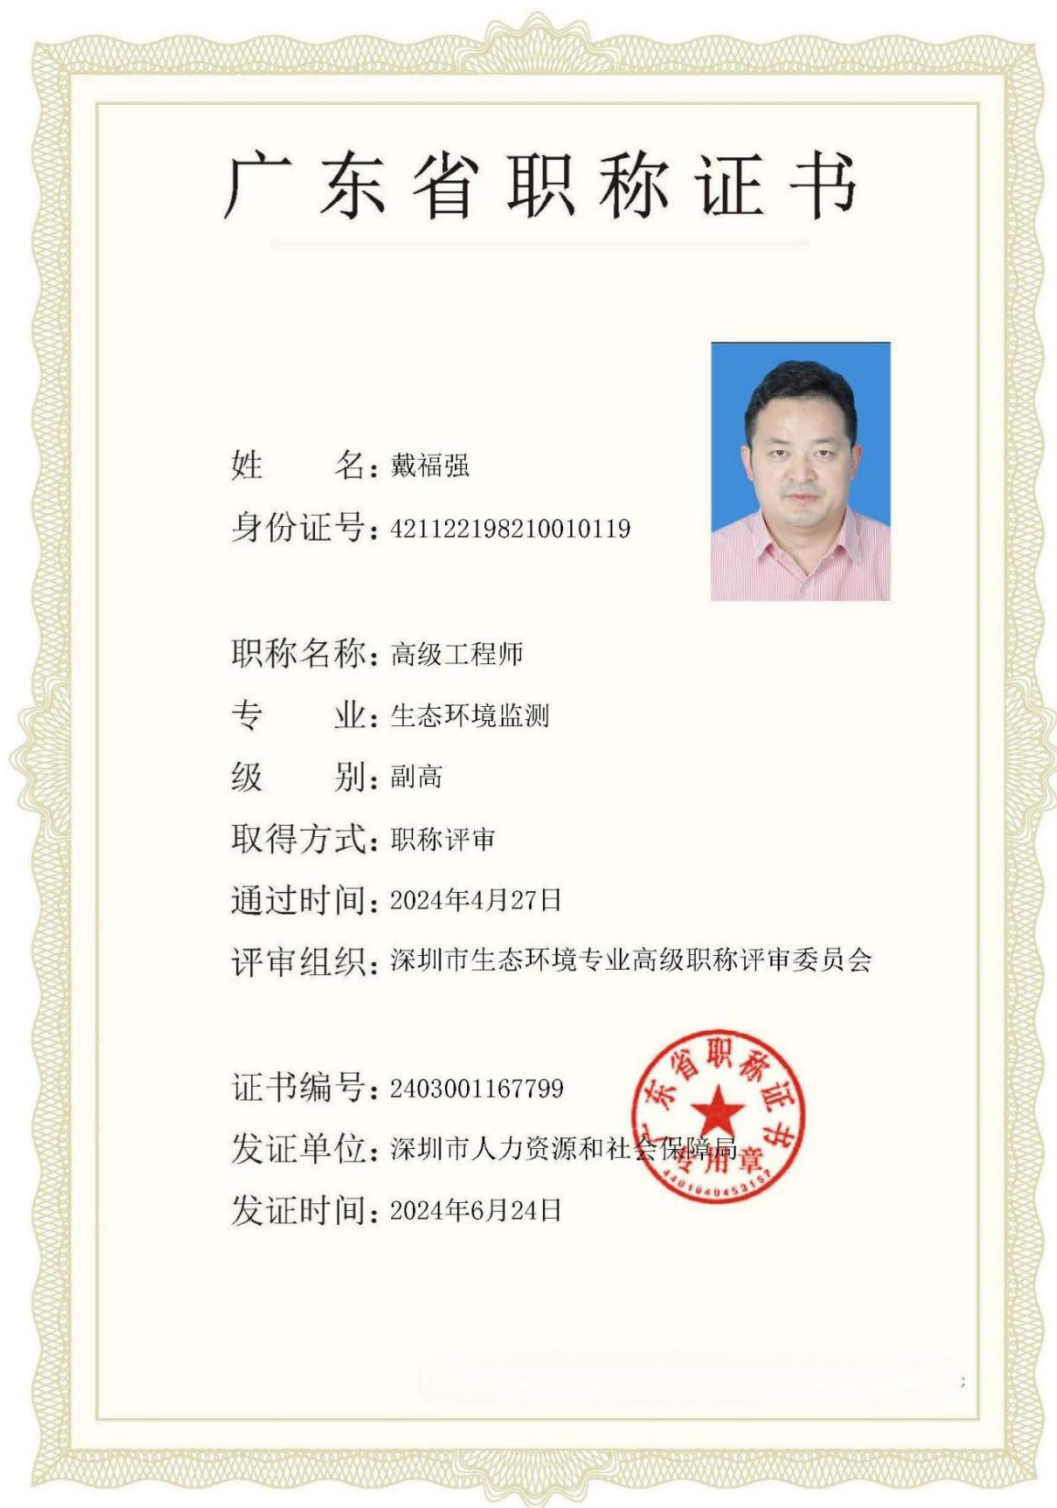 广东省职称证书
姓名：戴福强
身份证号：421122198210010119
职称名称：高级工程师
专业：生态环境监测
级别：副高
取得方式：职称评审
通过时间：2024年4月27日
评审组织：深圳市生态环境专业高级职称评审委员会
证书编号：2403001167799
发证单位：深圳市人力资源和社会保障局
发证时间：2024年6月24日
广东省职称证书
专用章
4401040453157